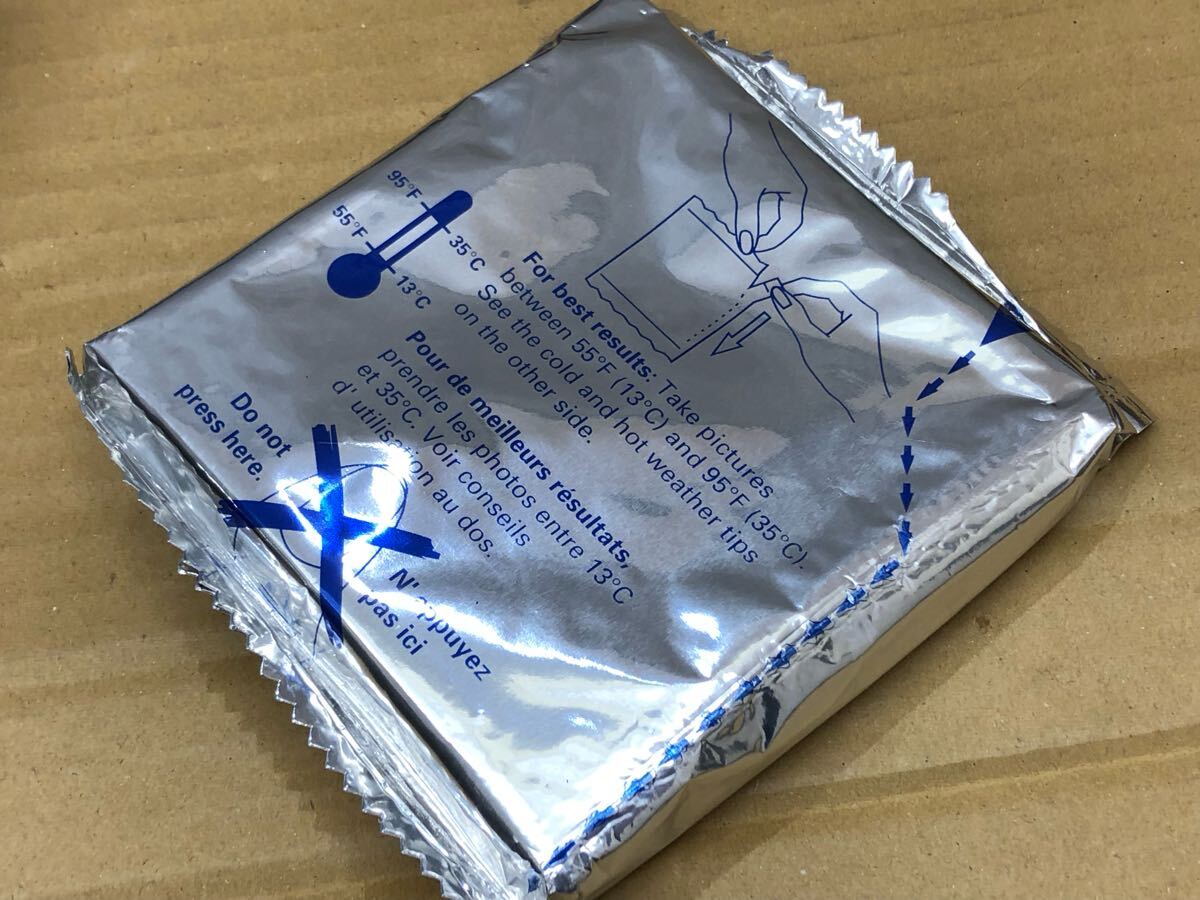 95°F
55°F
35°C
13°C
For best results: Take pictures
between 55°F (13°C) and 95°F (35°C).
See the cold and hot weather tips
on the other side.
Pour de meilleurs résultats,
prendre les photos entre 13°C
et 35°C. Voir conseils
d' utilisation au dos.
Do not
press here.
N'appuyez
pas ici